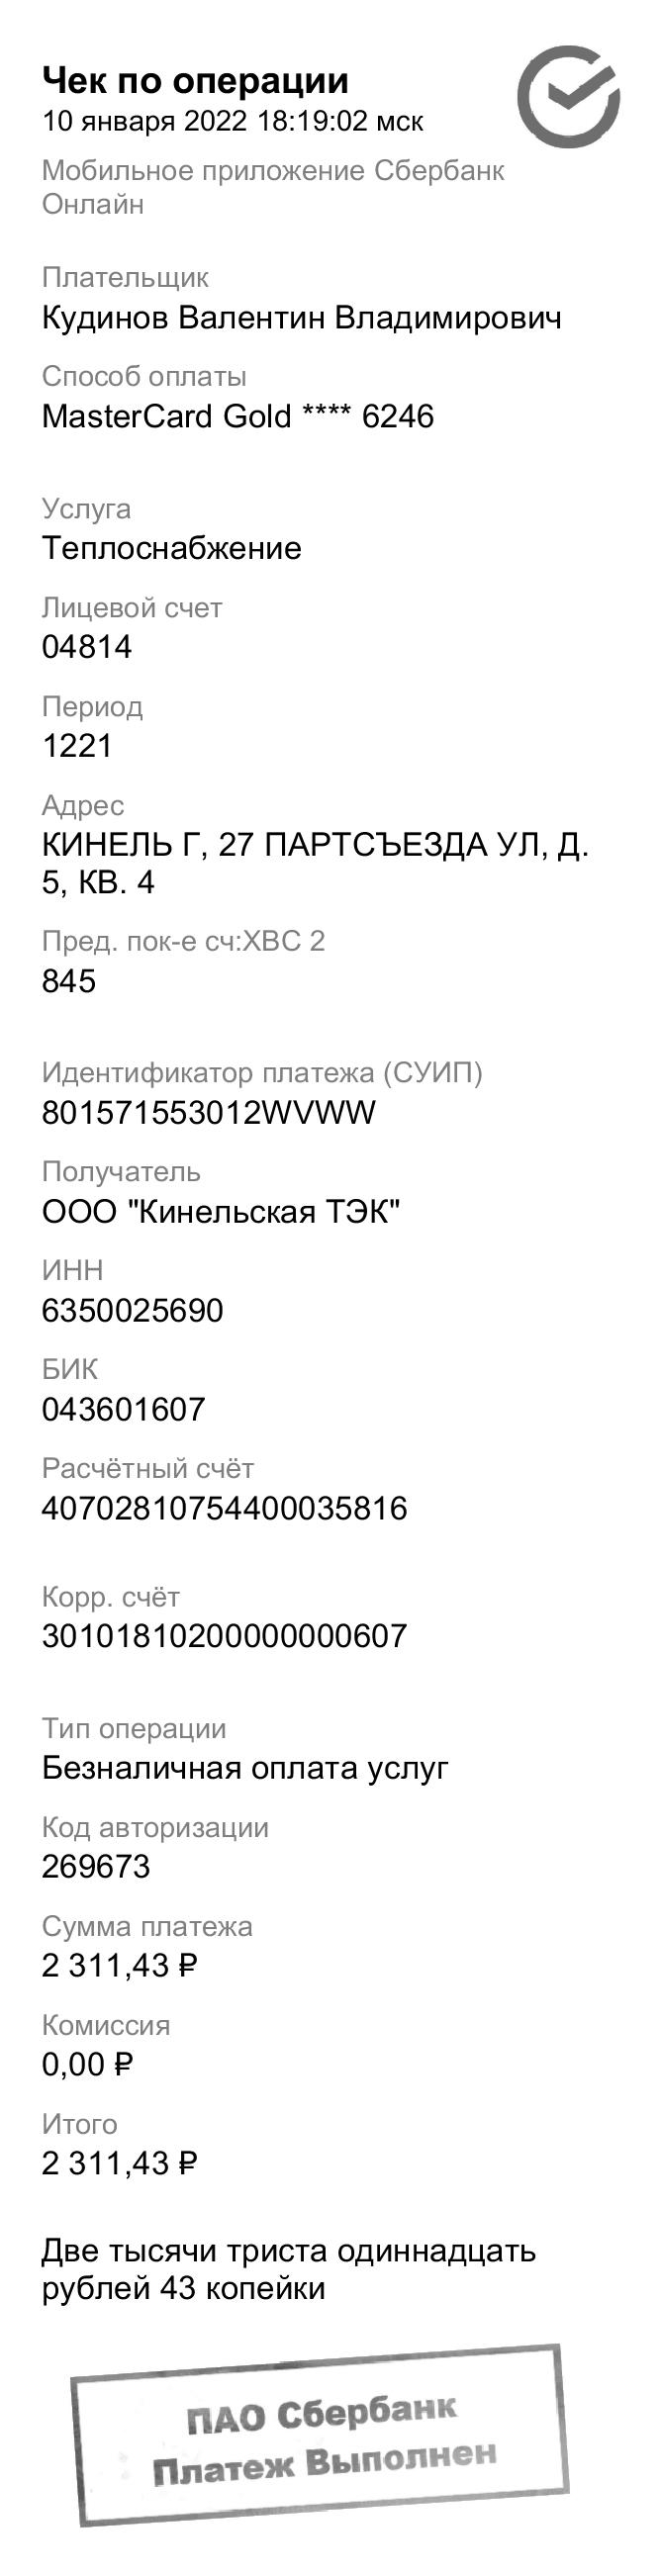 Чек по операции
10 января 2022 18:19:02 мск
Мобильное приложение Сбербанк
Онлайн
Плательщик
Кудинов Валентин Владимирович
Способ оплаты
MasterCard Gold **** 6246
Услуга
Теплоснабжение
Лицевой счет
04814
Период
1221
Адрес
КИНЕЛЬ Г, 27 ПАРТСЪЕЗДА УЛ, Д.
5, КВ. 4
Пред. пок-е сч:ХВС 2
845
Идентификатор платежа (СУИП)
801571553012WVWW
Получатель
ООО "Кинельская ТЭК"
ИНН
6350025690
БИК
043601607
Расчётный счёт
40702810754400035816
Корр. счёт
30101810200000000607
Тип операции
Безналичная оплата услуг
Код авторизации
269673
Сумма платежа
2 311,43 ₽
Комиссия
0,00 ₽
Итого
2 311,43 ₽
Две тысячи триста одиннадцать
рублей 43 копейки
ПАО Сбербанк
Платеж Выполнен